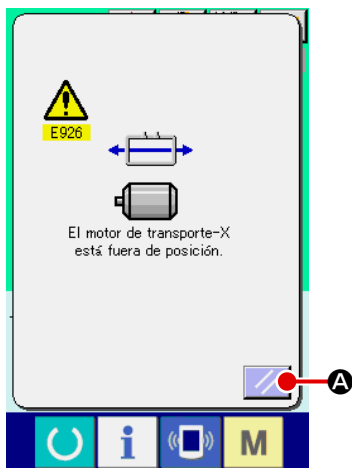 E926
El motor de transporte-X
está fuera de posición.
A
i
M